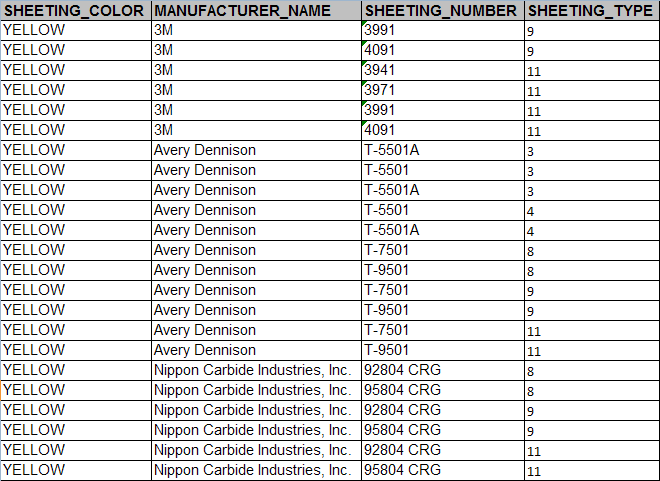 SHEETING_COLOR MANUFACTURER_NAME SHEETING_NUMBER SHEETING_TYPE
YELLOW 3M 3991 9
YELLOW 3M 4091 9
YELLOW 3M 3941 11
YELLOW 3M 3971 11
YELLOW 3M 3991 11
YELLOW 3M 4091 11
YELLOW Avery Dennison T-5501A 3
YELLOW Avery Dennison T-5501 3
YELLOW Avery Dennison T-5501A 3
YELLOW Avery Dennison T-5501 4
YELLOW Avery Dennison T-5501A 4
YELLOW Avery Dennison T-7501 8
YELLOW Avery Dennison T-9501 8
YELLOW Avery Dennison T-7501 9
YELLOW Avery Dennison T-9501 9
YELLOW Avery Dennison T-7501 11
YELLOW Avery Dennison T-9501 11
YELLOW Nippon Carbide Industries, Inc. 92804 CRG 8
YELLOW Nippon Carbide Industries, Inc. 95804 CRG 8
YELLOW Nippon Carbide Industries, Inc. 92804 CRG 9
YELLOW Nippon Carbide Industries, Inc. 95804 CRG 9
YELLOW Nippon Carbide Industries, Inc. 92804 CRG 11
YELLOW Nippon Carbide Industries, Inc. 95804 CRG 11